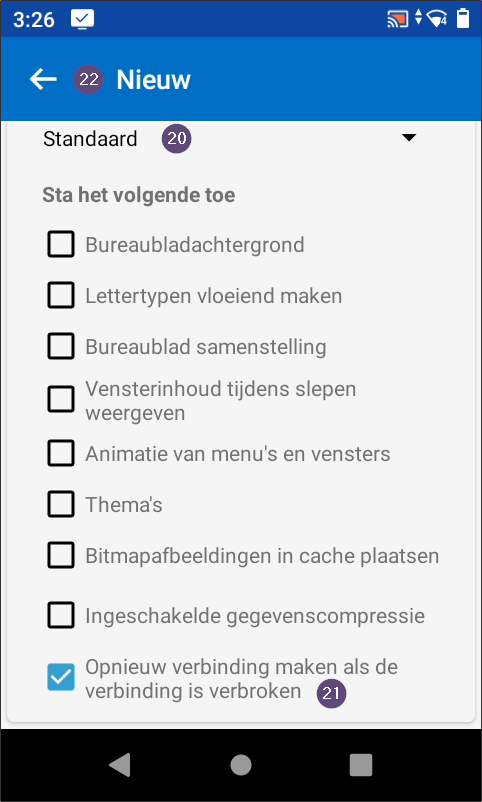 3:26
4
22 Nieuw
Standaard 20
Sta het volgende toe
Bureaubladachtergrond
Lettertypen vloeiend maken
Bureaublad samenstelling
Vensterinhoud tijdens slepen
weergeven
Animatie van menu's en vensters
Thema's
Bitmapafbeeldingen in cache plaatsen
Ingeschakelde gegevenscompressie
Opnieuw verbinding maken als de
verbinding is verbroken 21